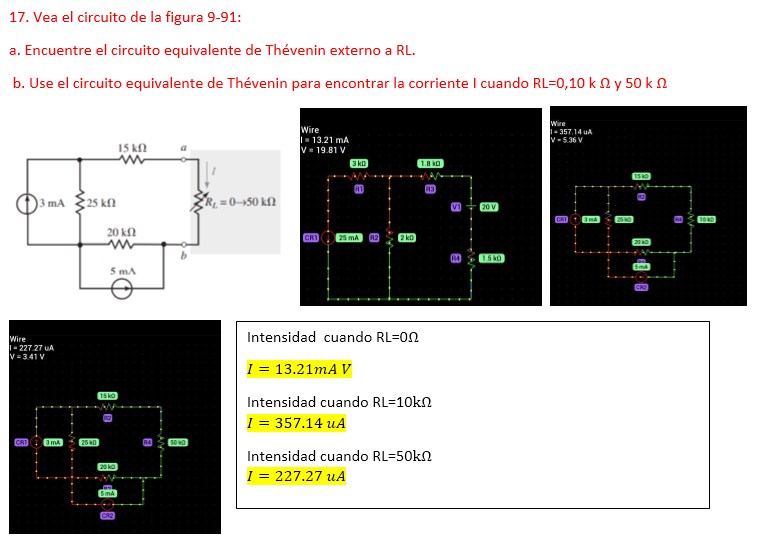 17. Vea el circuito de la figura 9-91:
a. Encuentre el circuito equivalente de Thévenin externo a RL.
b. Use el circuito equivalente de Thévenin para encontrar la corriente I cuando RL=0,10 k Ω y 50 k Ω
15 kΩ
a
I
3 mA
25 kΩ
R_L = 0→50 kΩ
20 kΩ
b
5 mA
Wire
I = 13.21 mA
V = 19.81 V
3 kΩ
1.8 kΩ
R1
R3
V1
20 V
CR1
25 mA
R2
2 kΩ
R4
1.5 kΩ
Wire
I = 357.14 uA
V = 5.36 V
15 kΩ
R2
CR1
3 mA
25 kΩ
R4
10 kΩ
20 kΩ
5 mA
CR2
Wire
I = 227.27 uA
V = 3.41 V
15 kΩ
R2
CR1
3 mA
25 kΩ
R4
50 kΩ
20 kΩ
5 mA
CR2
Intensidad cuando RL=0Ω
I = 13.21mA V
Intensidad cuando RL=10kΩ
I = 357.14 uA
Intensidad cuando RL=50kΩ
I = 227.27 uA